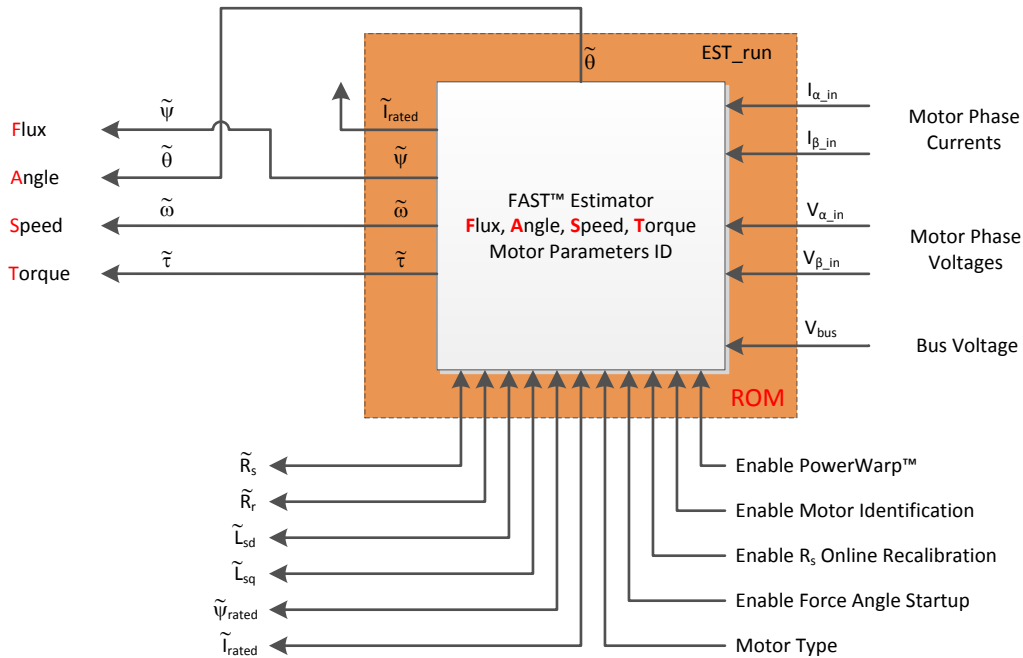 EST_run
θ̃
Ĩrated
ψ̃
θ̃
ω̃
τ̃
Flux
Angle
Speed
Torque
ψ̃
ω̃
τ̃
FAST™ Estimator
Flux, Angle, Speed, Torque
Motor Parameters ID
Iα_in
Iβ_in
Motor Phase
Currents
Vα_in
Vβ_in
Motor Phase
Voltages
Vbus
Bus Voltage
ROM
R̃s
R̃r
L̃sd
L̃sq
ψ̃rated
Ĩrated
Enable PowerWarp™
Enable Motor Identification
Enable Rs Online Recalibration
Enable Force Angle Startup
Motor Type